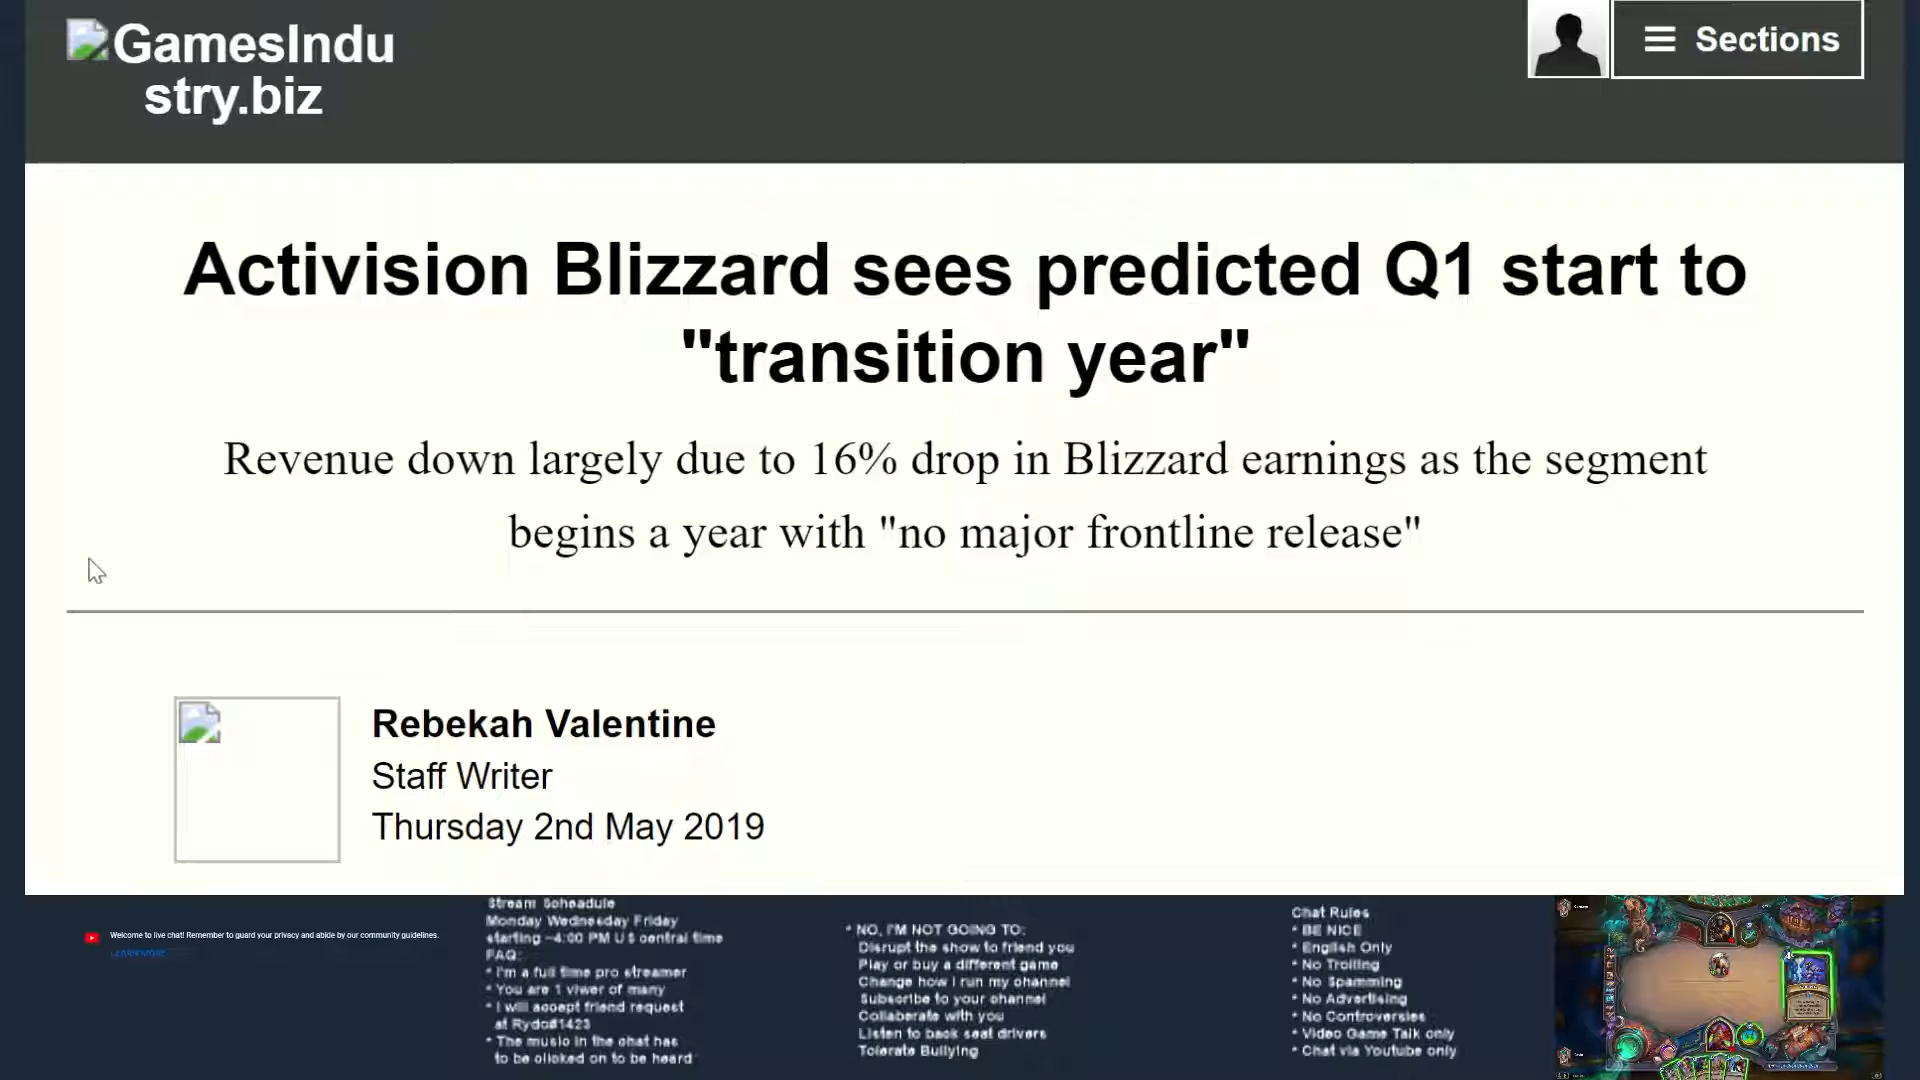 GamesIndu
stry.biz
Sections
Activision Blizzard sees predicted Q1 start to
"transition year"
Revenue down largely due to 16% drop in Blizzard earnings as the segment
begins a year with "no major frontline release"
Rebekah Valentine
Staff Writer
Thursday 2nd May 2019
Welcome to live chat! Remember to guard your privacy and abide by our community guidelines.
LEARN MORE
Stream Scheadule
Monday Wednesday Friday
starting ~4:00 PM US central time
FAQ:
* I'm a full time pro streamer
* You are 1 viwer of many
* I will accept friend request
at Rydo#1423
* The music in the chat has
to be clicked on to be heard
* NO, I'M NOT GOING TO:
Disrupt the show to friend you
Play or buy a different game
Change how I run my channel
Subscribe to your channel
Collaberate with you
Listen to back seat drivers
Tolerate Bullying
Chat Rules
* BE NICE
* English Only
* No Trolling
* No Spamming
* No Advertising
* No Controversies
* Video Game Talk only
* Chat via Youtube only